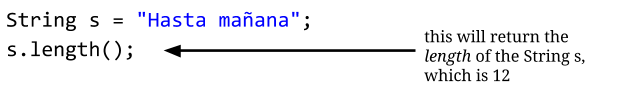 String s = "Hasta mañana";
s.length();
this will return the
length of the String s,
which is 12